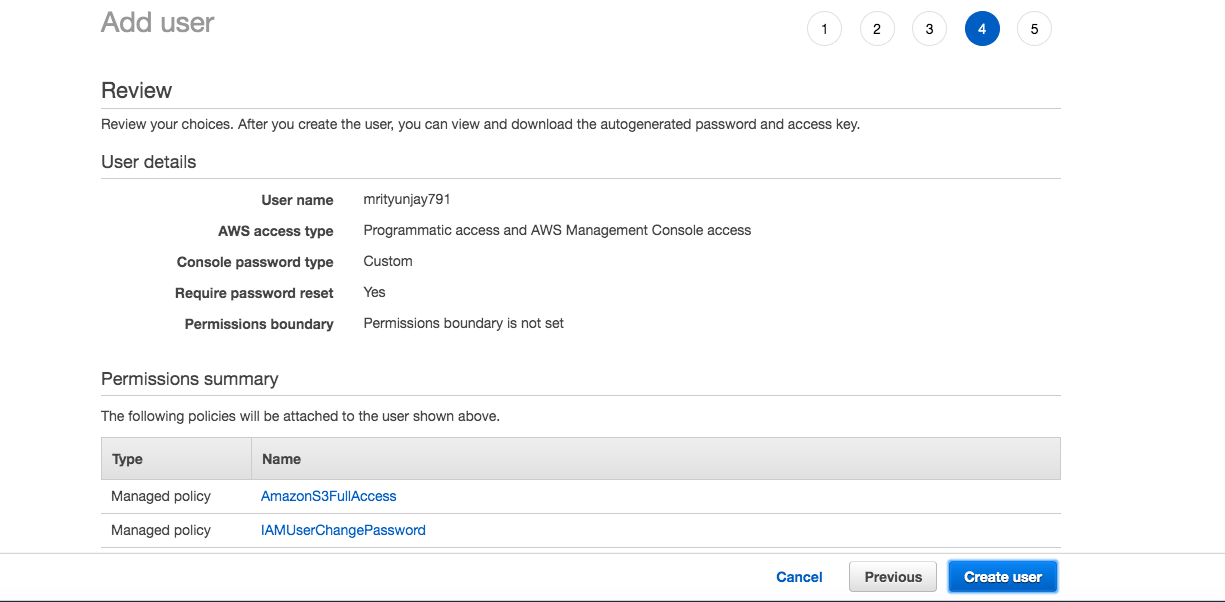 Add user
1 2 3 4 5
Review
Review your choices. After you create the user, you can view and download the autogenerated password and access key.
User details
User name mrityunjay791
AWS access type Programmatic access and AWS Management Console access
Console password type Custom
Require password reset Yes
Permissions boundary Permissions boundary is not set
Permissions summary
The following policies will be attached to the user shown above.
Type Name
Managed policy AmazonS3FullAccess
Managed policy IAMUserChangePassword
Cancel Previous Create user